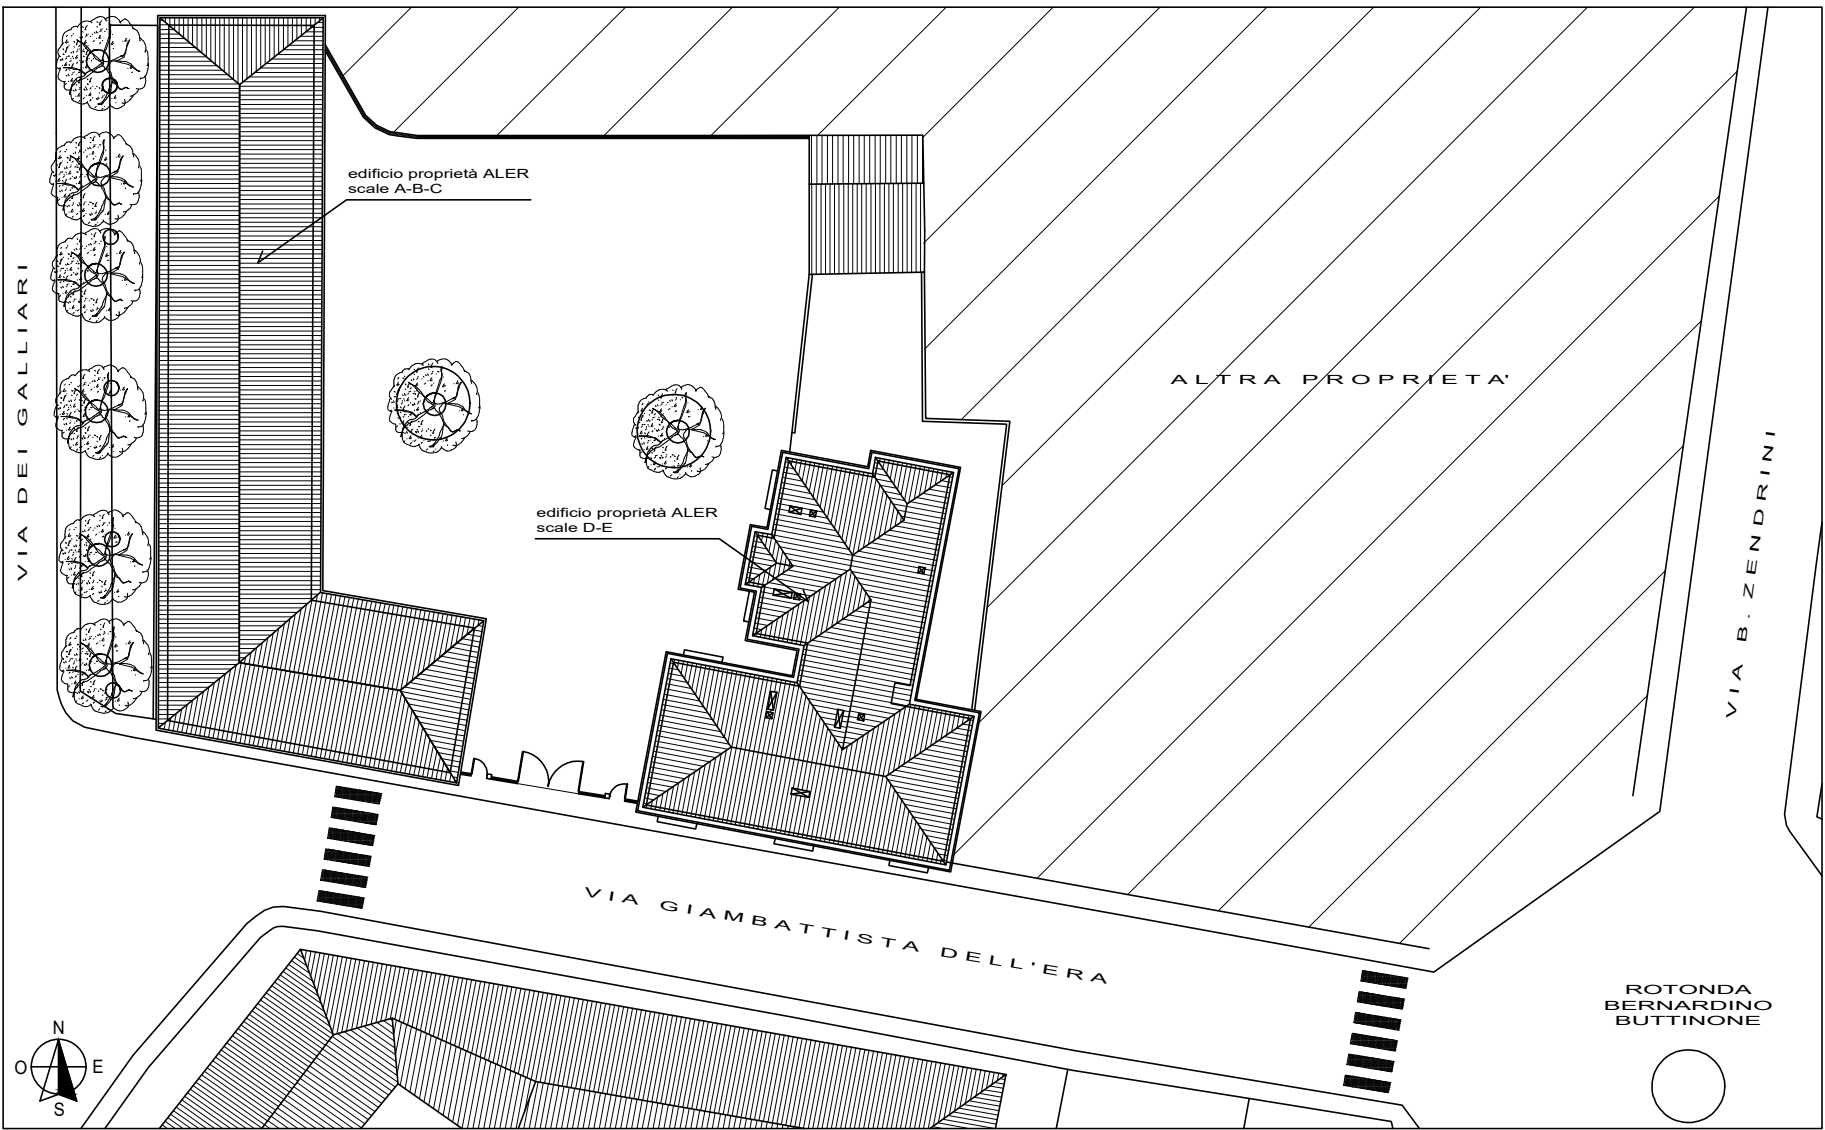 edificio proprietà ALER
scale A-B-C
VIA DEI GALLIARI
ALTRA PROPRIETA'
VIA B. ZENDRINI
edificio proprietà ALER
scale D-E
VIA GIAMBATTISTA DELL'ERA
ROTONDA
BERNARDINO
BUTTINONE
N
O E
S